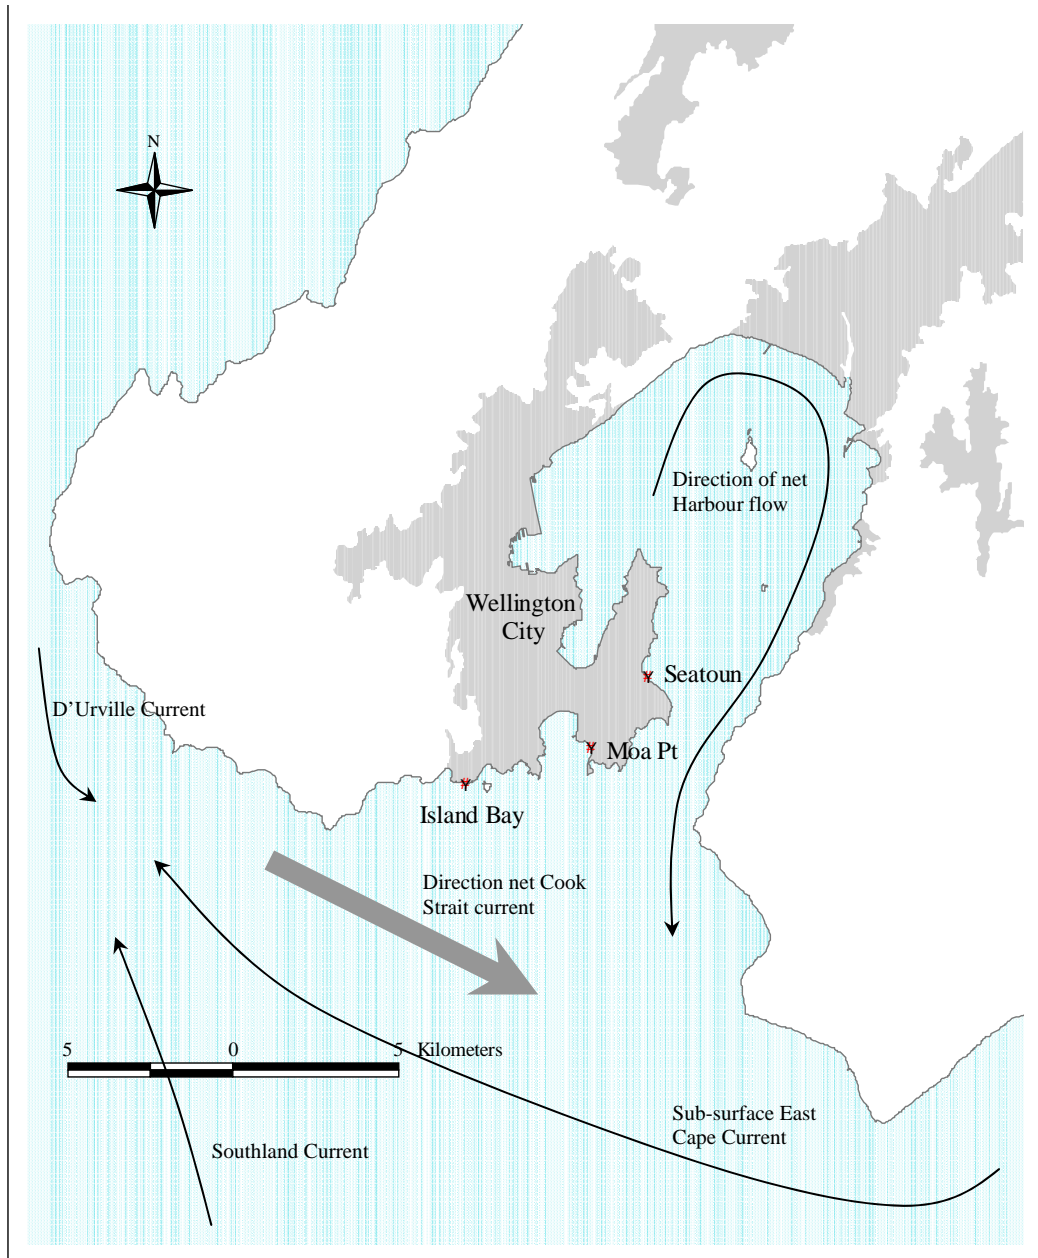 N
Direction of net
Harbour flow
Wellington
City
Seatoun
D’Urville Current
Moa Pt
Island Bay
Direction net Cook
Strait current
5 0 5 Kilometers
Sub-surface East
Cape Current
Southland Current